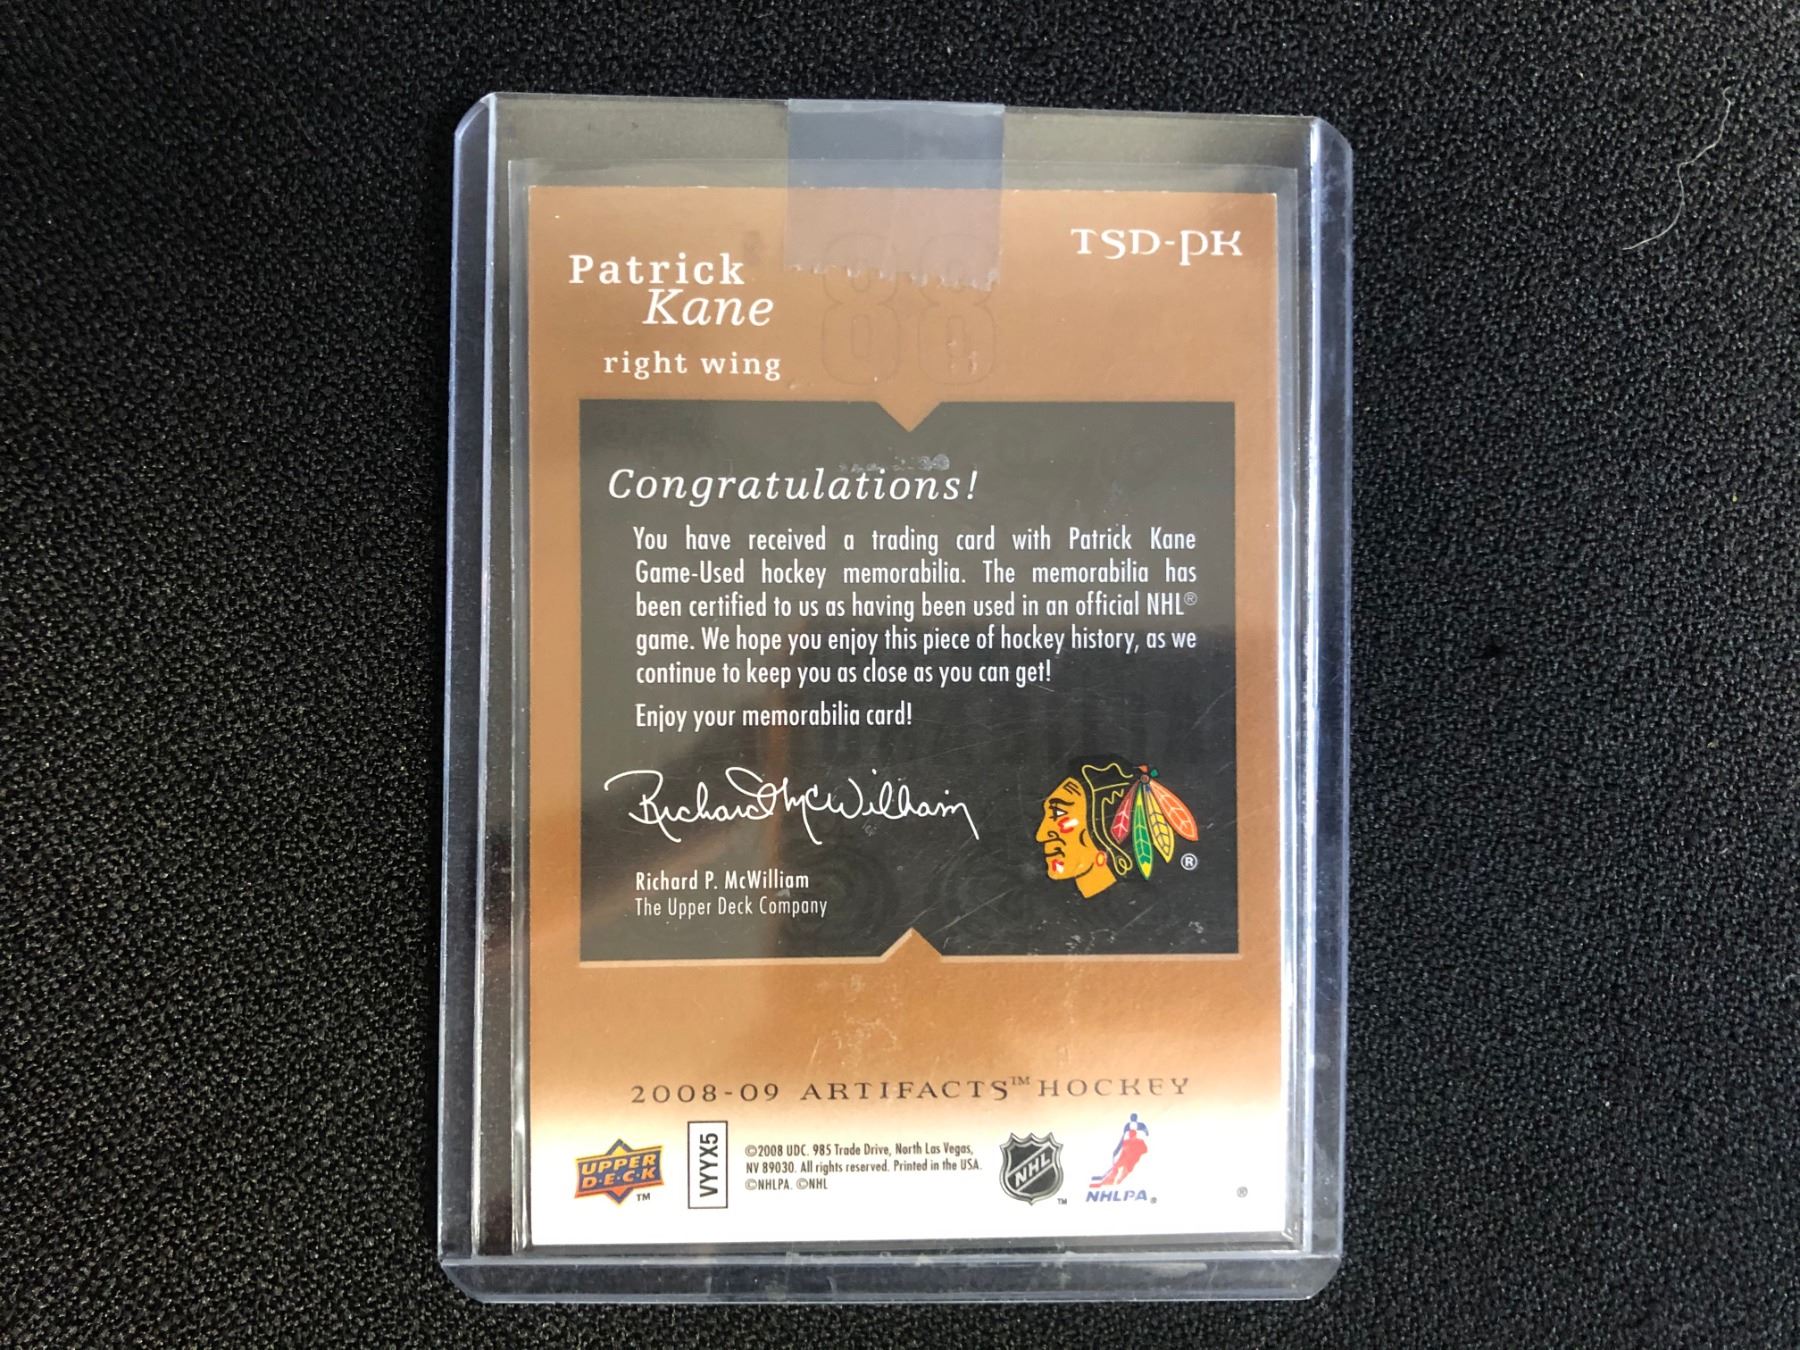 Patrick
Kane
right wing
'88
TSD-PK
Congratulations!
You have received a trading card with Patrick Kane
Game-Used hockey memorabilia. The memorabilia has
been certified to us as having been used in an official NHL®
game. We hope you enjoy this piece of hockey history, as we
continue to keep you as close as you can get!
Enjoy your memorabilia card!
Richard McWilliam
Richard P. McWilliam
The Upper Deck Company
®
2008-09 ARTIFACTS™ HOCKEY
UPPER
D·E·C·K
™
VYYX5
©2008 UDC. 985 Trade Drive, North Las Vegas,
NV 89030. All rights reserved. Printed in the USA.
©NHLPA. ©NHL
NHL
™
NHLPA®
®